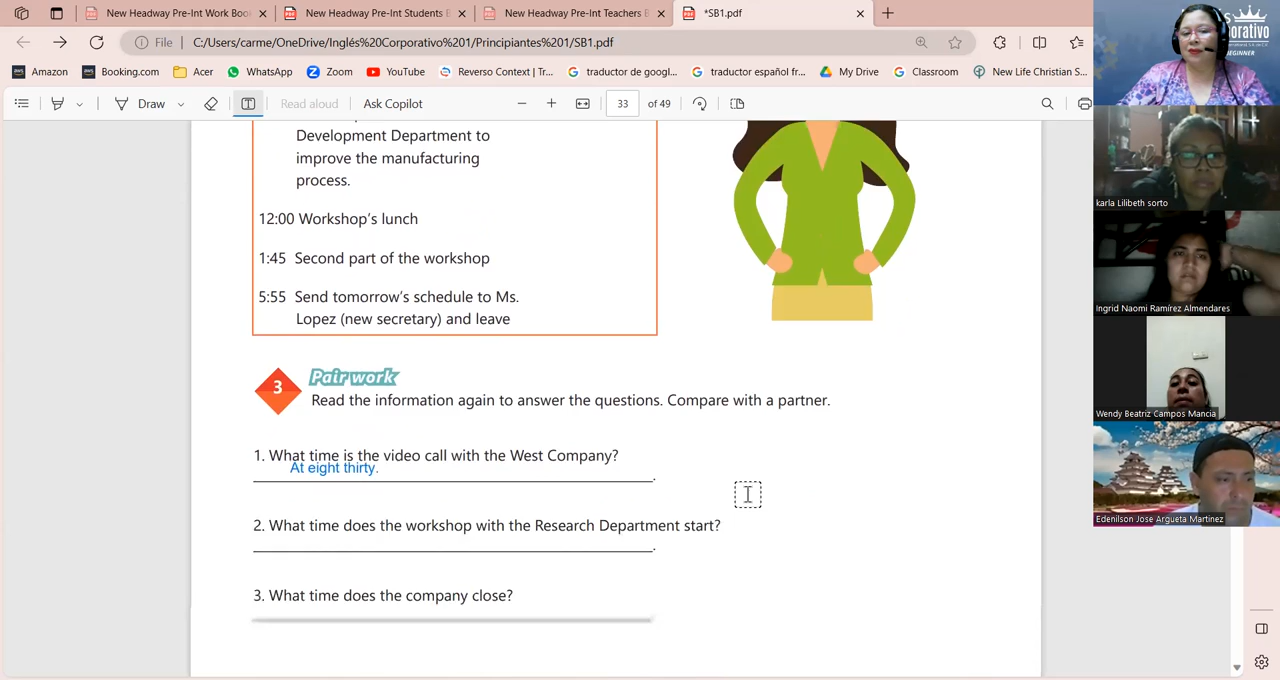 New Headway Pre-Int Work Boo
New Headway Pre-Int Students B
New Headway Pre-Int Teachers B
*SB1.pdf
File
C:/Users/carme/OneDrive/Inglés%20Corporativo%201/Principiantes%201/SB1.pdf
Amazon
Booking.com
Acer
WhatsApp
Zoom
YouTube
Reverso Context | Tr...
traductor de googl...
traductor español fr...
My Drive
Classroom
New Life Christian S...
Draw
Read aloud
Ask Copilot
33 of 49
Development Department to
improve the manufacturing
process.
12:00 Workshop's lunch
1:45 Second part of the workshop
5:55 Send tomorrow's schedule to Ms.
Lopez (new secretary) and leave
3
Pair work
Read the information again to answer the questions. Compare with a partner.
1. What time is the video call with the West Company?
At eight thirty.
2. What time does the workshop with the Research Department start?
3. What time does the company close?
karla Lilibeth sorto
Ingrid Naomi Ramírez Almendares
Wendy Beatriz Campos Mancia
Edenilson Jose Argueta Martinez